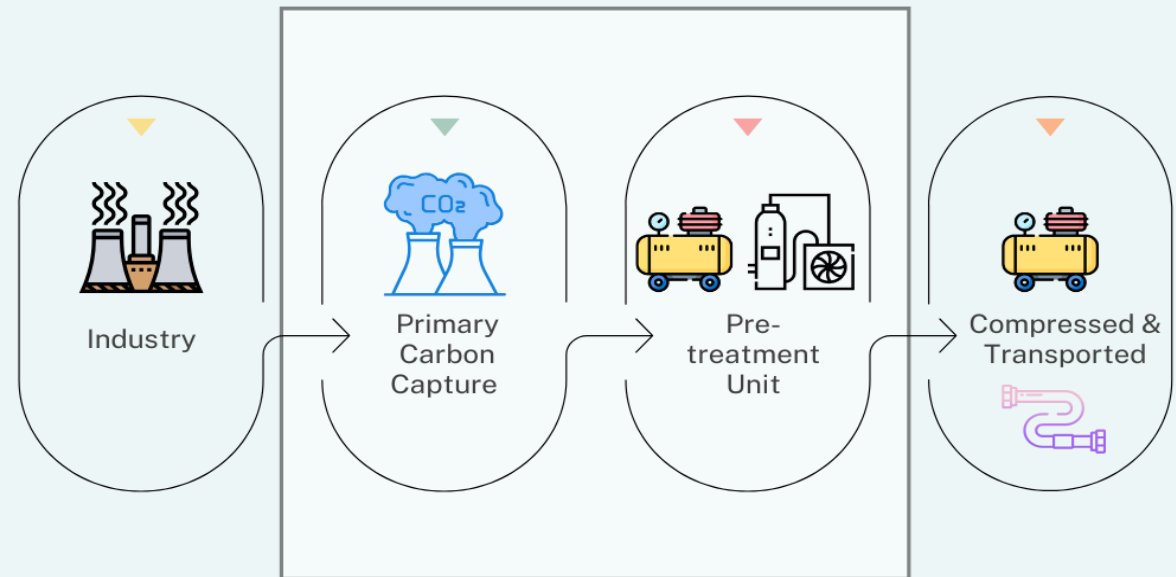 Industry
CO₂
Primary
Carbon
Capture
Pre-
treatment
Unit
Compressed &
Transported